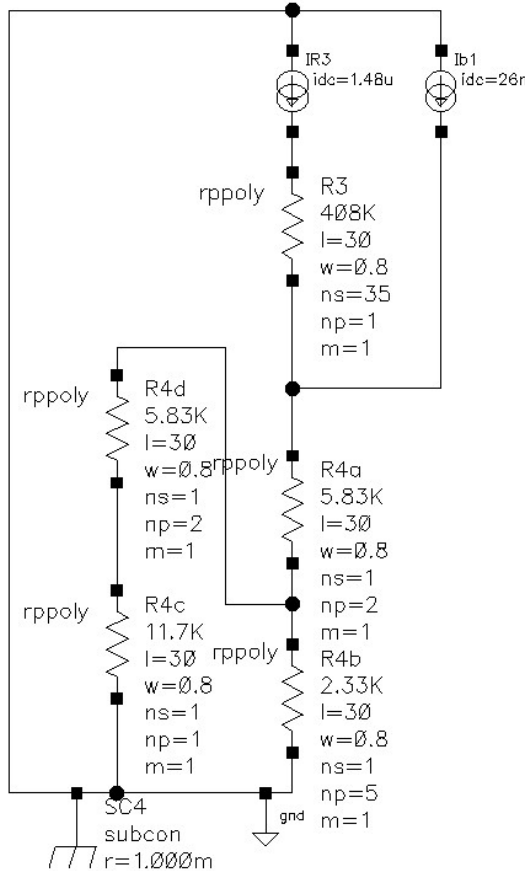 IR3
idc=1.48u
Ib1
rppoly
R3
408K
l=30
w=0.8
ns=35
np=1
m=1
rppoly
R4d
5.83K
l=30
w=0.8
ns=1
np=2
m=1
rppoly
R4a
5.83K
l=30
w=0.8
ns=1
np=2
m=1
rppoly
R4c
11.7K
l=30
w=0.8
ns=1
np=1
m=1
rppoly
R4b
2.33K
l=30
w=0.8
ns=1
np=5
m=1
SC4
subcon
r=1.000m
gnd